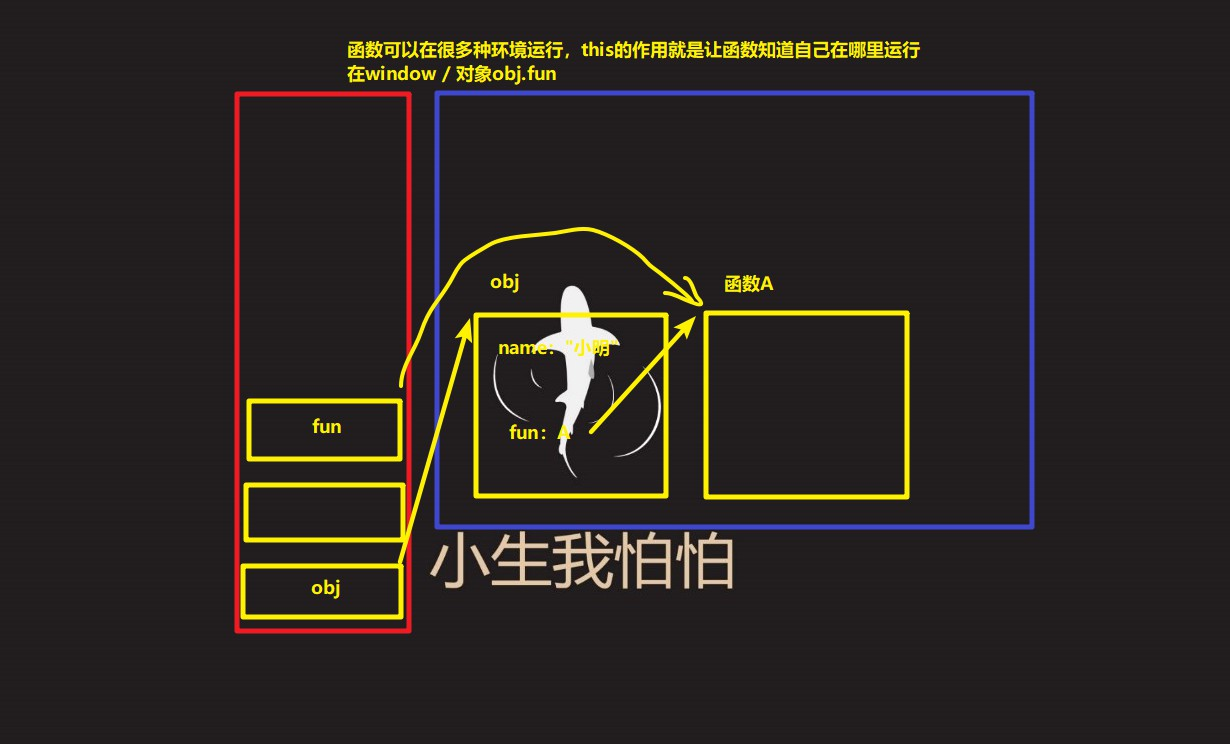 函数可以在很多种环境运行，this的作用就是让函数知道自己在哪里运行
在window / 对象obj.fun
obj
函数A
name："小明"
fun
fun：A
obj
小生我怕怕